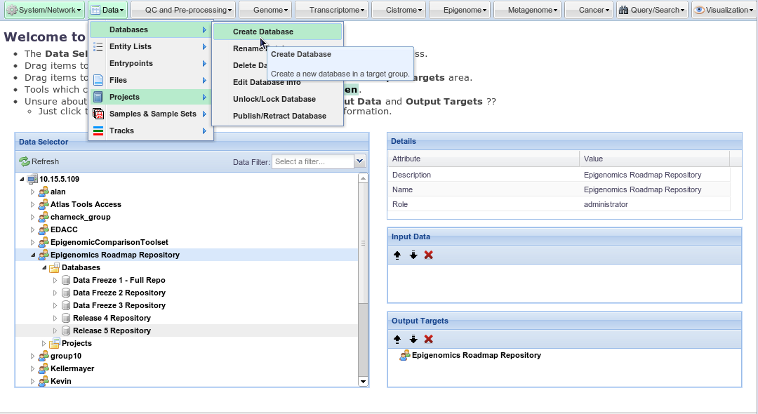 System/Network Data QC and Pre-processing Genome Transcriptome Cistrome Epigenome Metagenome Cancer Query/Search Visualization
Databases
Entity Lists
Entrypoints
Files
Projects
Samples & Sample Sets
Tracks
Create Database
Rename
Delete Da
Edit Database Info
Unlock/Lock Database
Publish/Retract Database
Create Database
Create a new database in a target group.
Welcome to
The Data Sel ss.
Drag items to
Drag items to rgets area.
Tools which c en.
Unsure about ut Data and Output Targets ??
Just click t formation.
Data Selector
Refresh Data Filter: Select a filter...
10.15.5.109
alan
Atlas Tools Access
charneck_group
EDACC
EpigenomicComparisonToolset
Epigenomics Roadmap Repository
Databases
Data Freeze 1 - Full Repo
Data Freeze 2 Repository
Data Freeze 3 Repository
Release 4 Repository
Release 5 Repository
Projects
group10
Kellermayer
Kevin
Details
Attribute Value
Description Epigenomics Roadmap Repository
Name Epigenomics Roadmap Repository
Role administrator
Input Data
Output Targets
Epigenomics Roadmap Repository